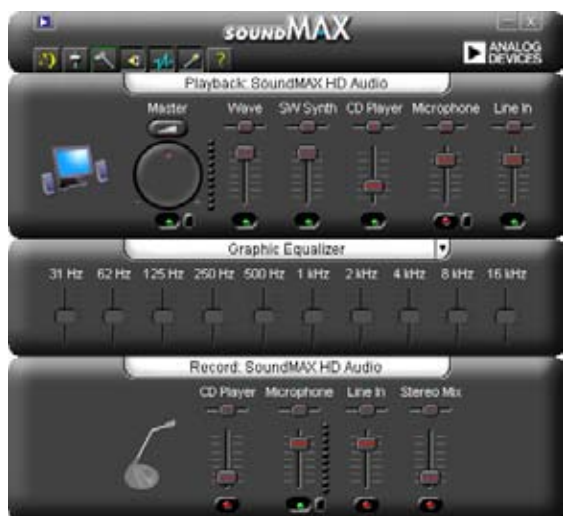 SOUNDMAX
ANALOG
DEVICES
?
X
Playback: SoundMAX HD Audio
Master Wave SW Synth CD Player Microphone Line In
Graphic Equalizer
31 Hz 62 Hz 125 Hz 250 Hz 500 Hz 1 kHz 2 kHz 4 kHz 8 kHz 16 kHz
Record: SoundMAX HD Audio
CD Player Microphone Line In Stereo Mix